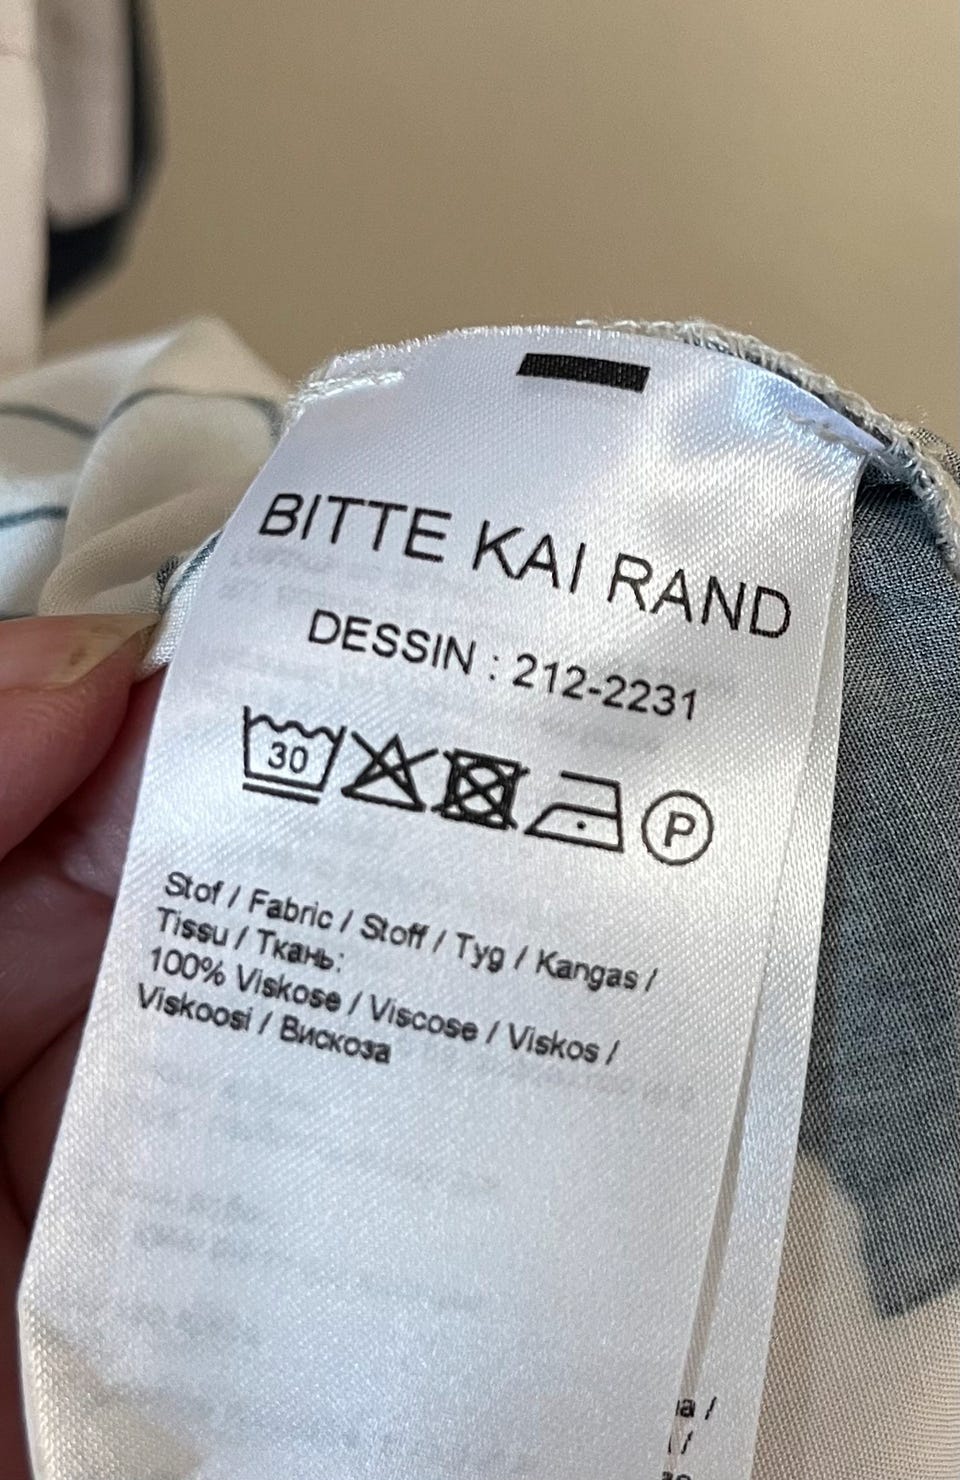 BITTE KAI RAND
DESSIN : 212-2231
30
P
Stof / Fabric / Stoff / Tyg / Kangas /
Tissu / Ткань:
100% Viskose / Viscose / Viskos /
Viskoosi / Вискоза